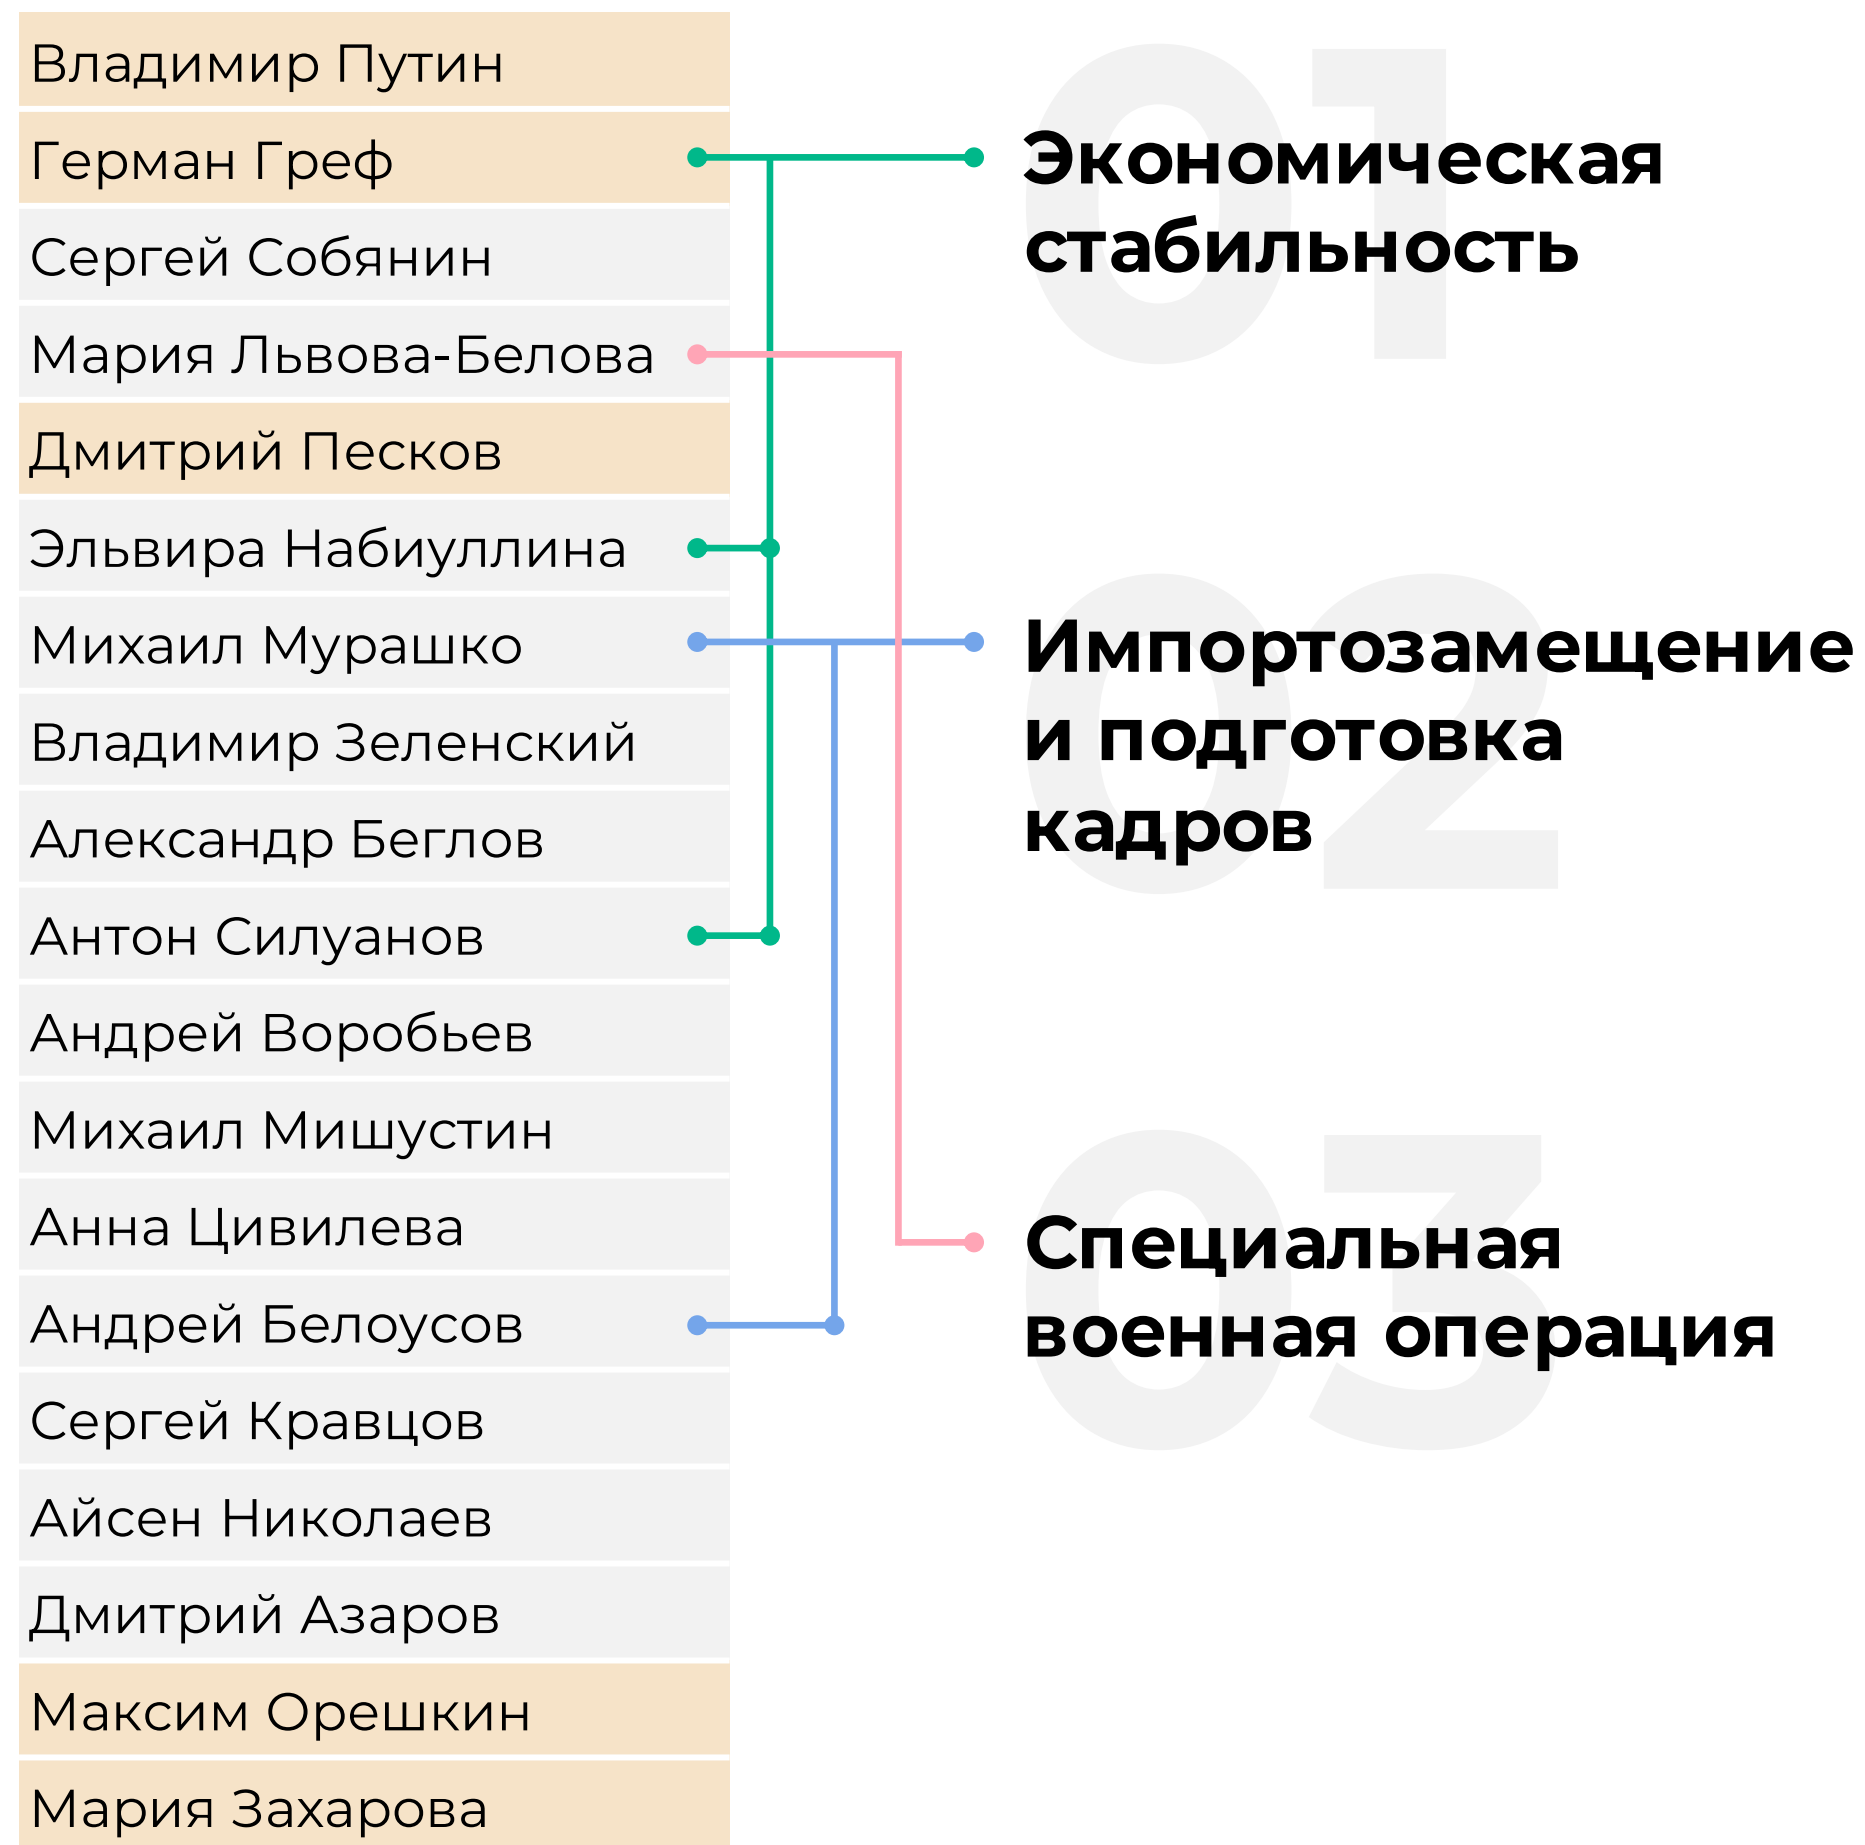 Владимир Путин
Герман Греф
Сергей Собянин
Мария Львова-Белова
Дмитрий Песков
Эльвира Набиуллина
Михаил Мурашко
Владимир Зеленский
Александр Беглов
Антон Силуанов
Андрей Воробьев
Михаил Мишустин
Анна Цивилева
Андрей Белоусов
Сергей Кравцов
Айсен Николаев
Дмитрий Азаров
Максим Орешкин
Мария Захарова
01
Экономическая
стабильность
02
Импортозамещение
и подготовка
кадров
03
Специальная
военная операция